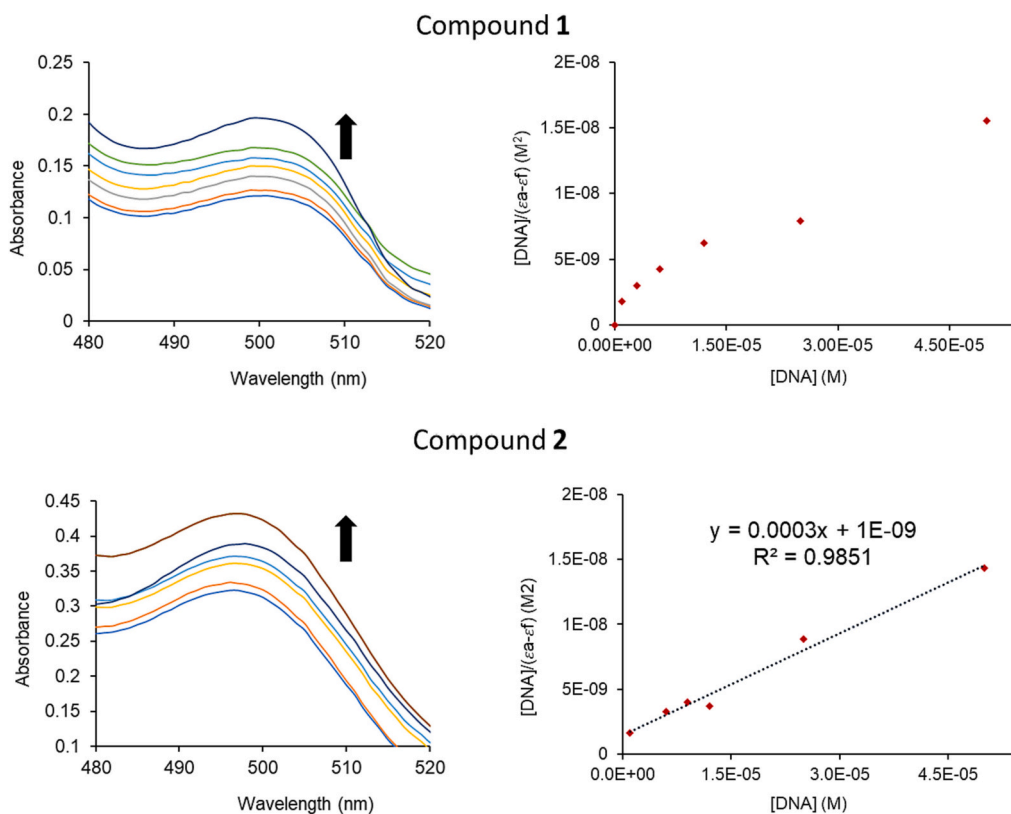 Compound 1
0.25
0.2
0.15
0.1
0.05
0
480 490 500 510 520
Absorbance
Wavelength (nm)
2E-08
1.5E-08
1E-08
5E-09
0
0.00E+00 1.50E-05 3.00E-05 4.50E-05
[DNA]/(εa-εf) (M²)
[DNA] (M)
Compound 2
0.45
0.4
0.35
0.3
0.25
0.2
0.15
0.1
480 490 500 510 520
Absorbance
Wavelength (nm)
2E-08
1.5E-08
1E-08
5E-09
0
0.0E+00 1.5E-05 3.0E-05 4.5E-05
[DNA]/(εa-εf) (M2)
[DNA] (M)
y = 0.0003x + 1E-09
R² = 0.9851